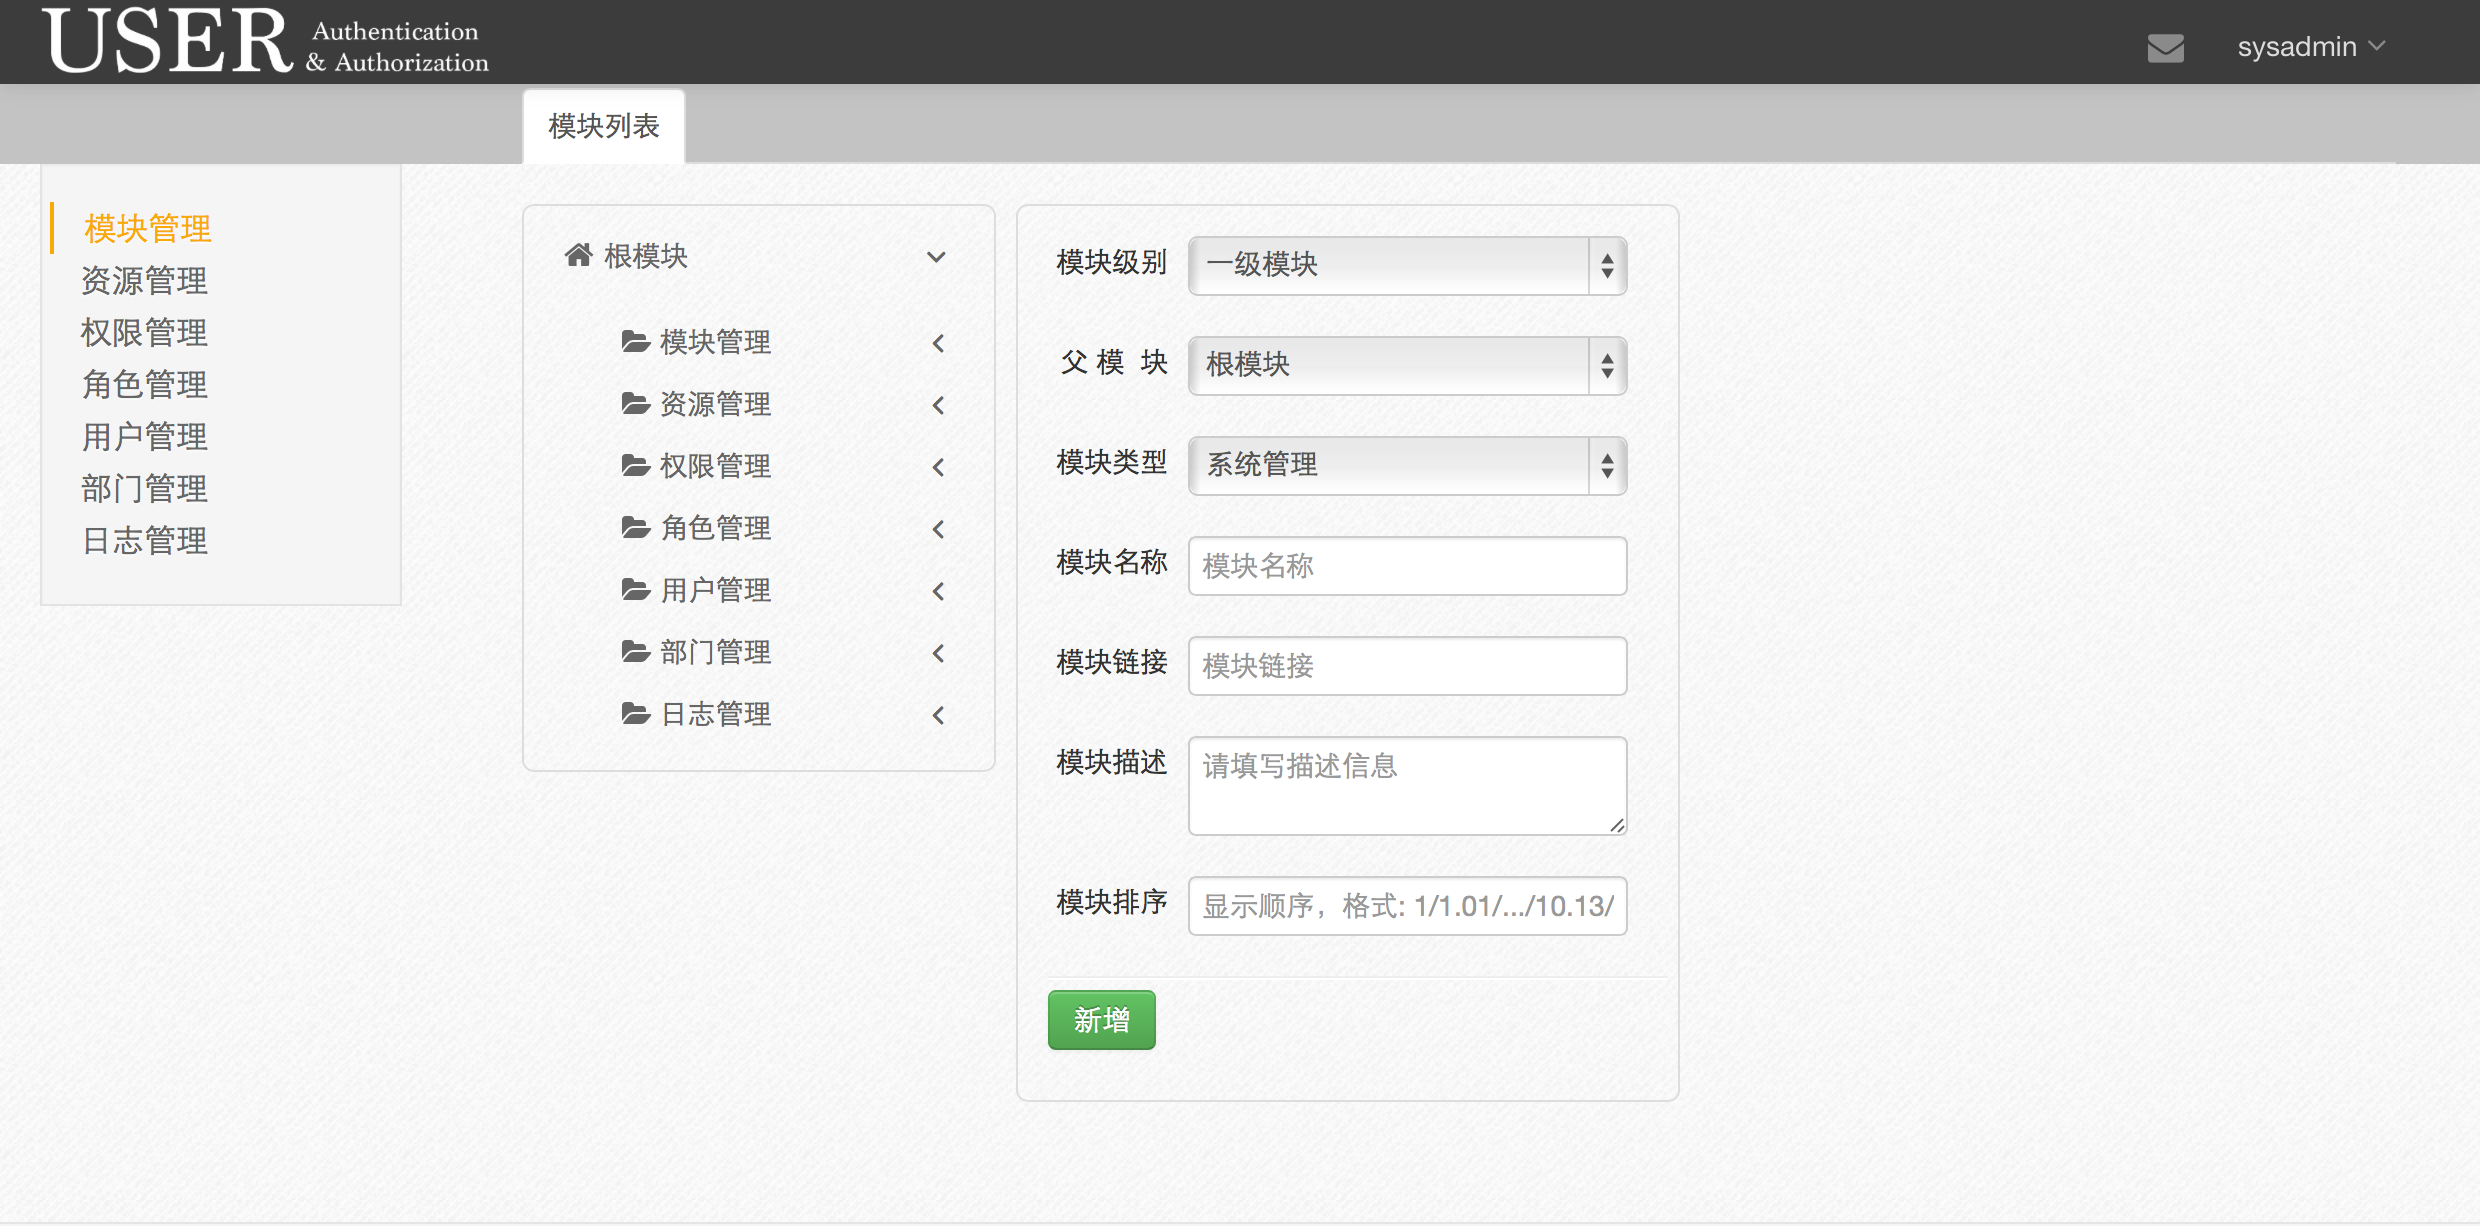 USER Authentication
& Authorization
sysadmin
模块列表
模块管理
资源管理
权限管理
角色管理
用户管理
部门管理
日志管理
根模块
模块管理
资源管理
权限管理
角色管理
用户管理
部门管理
日志管理
模块级别 一级模块
父 模 块 根模块
模块类型 系统管理
模块名称 模块名称
模块链接 模块链接
模块描述 请填写描述信息
模块排序 显示顺序，格式: 1/1.01/.../10.13/
新增